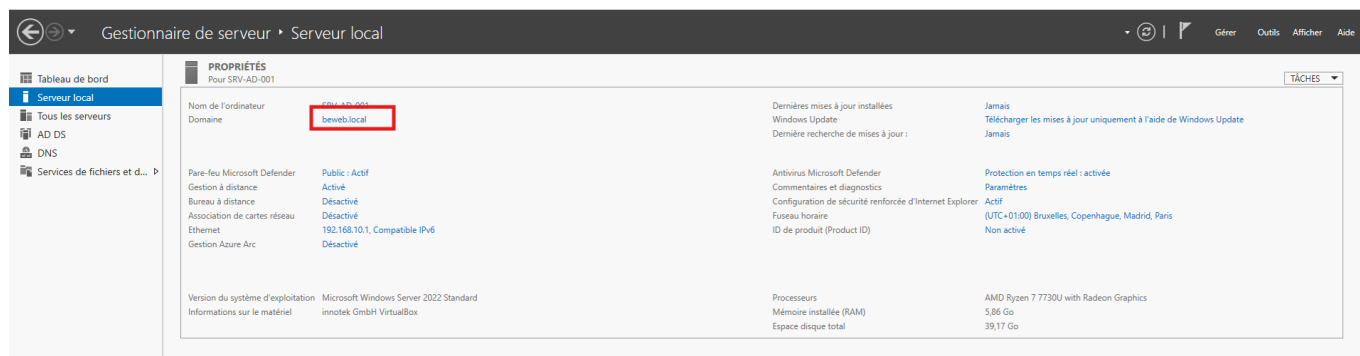 Gestionnaire de serveur ‣ Serveur local
Gérer Outils Afficher Aide
Tableau de bord
Serveur local
Tous les serveurs
AD DS
DNS
Services de fichiers et d...
PROPRIÉTÉS
Pour SRV-AD-001
TÂCHES
Nom de l'ordinateur SRV-AD-001
Domaine beweb.local
Dernières mises à jour installées Jamais
Windows Update Télécharger les mises à jour uniquement à l'aide de Windows Update
Dernière recherche de mises à jour : Jamais
Pare-feu Microsoft Defender Public : Actif
Gestion à distance Activé
Bureau à distance Désactivé
Association de cartes réseau Désactivé
Ethernet 192.168.10.1, Compatible IPv6
Gestion Azure Arc Désactivé
Antivirus Microsoft Defender Protection en temps réel : activée
Commentaires et diagnostics Paramètres
Configuration de sécurité renforcée d'Internet Explorer Actif
Fuseau horaire (UTC+01:00) Bruxelles, Copenhague, Madrid, Paris
ID de produit (Product ID) Non activé
Version du système d'exploitation Microsoft Windows Server 2022 Standard
Informations sur le matériel innotek GmbH VirtualBox
Processeurs AMD Ryzen 7 7730U with Radeon Graphics
Mémoire installée (RAM) 5,86 Go
Espace disque total 39,17 Go